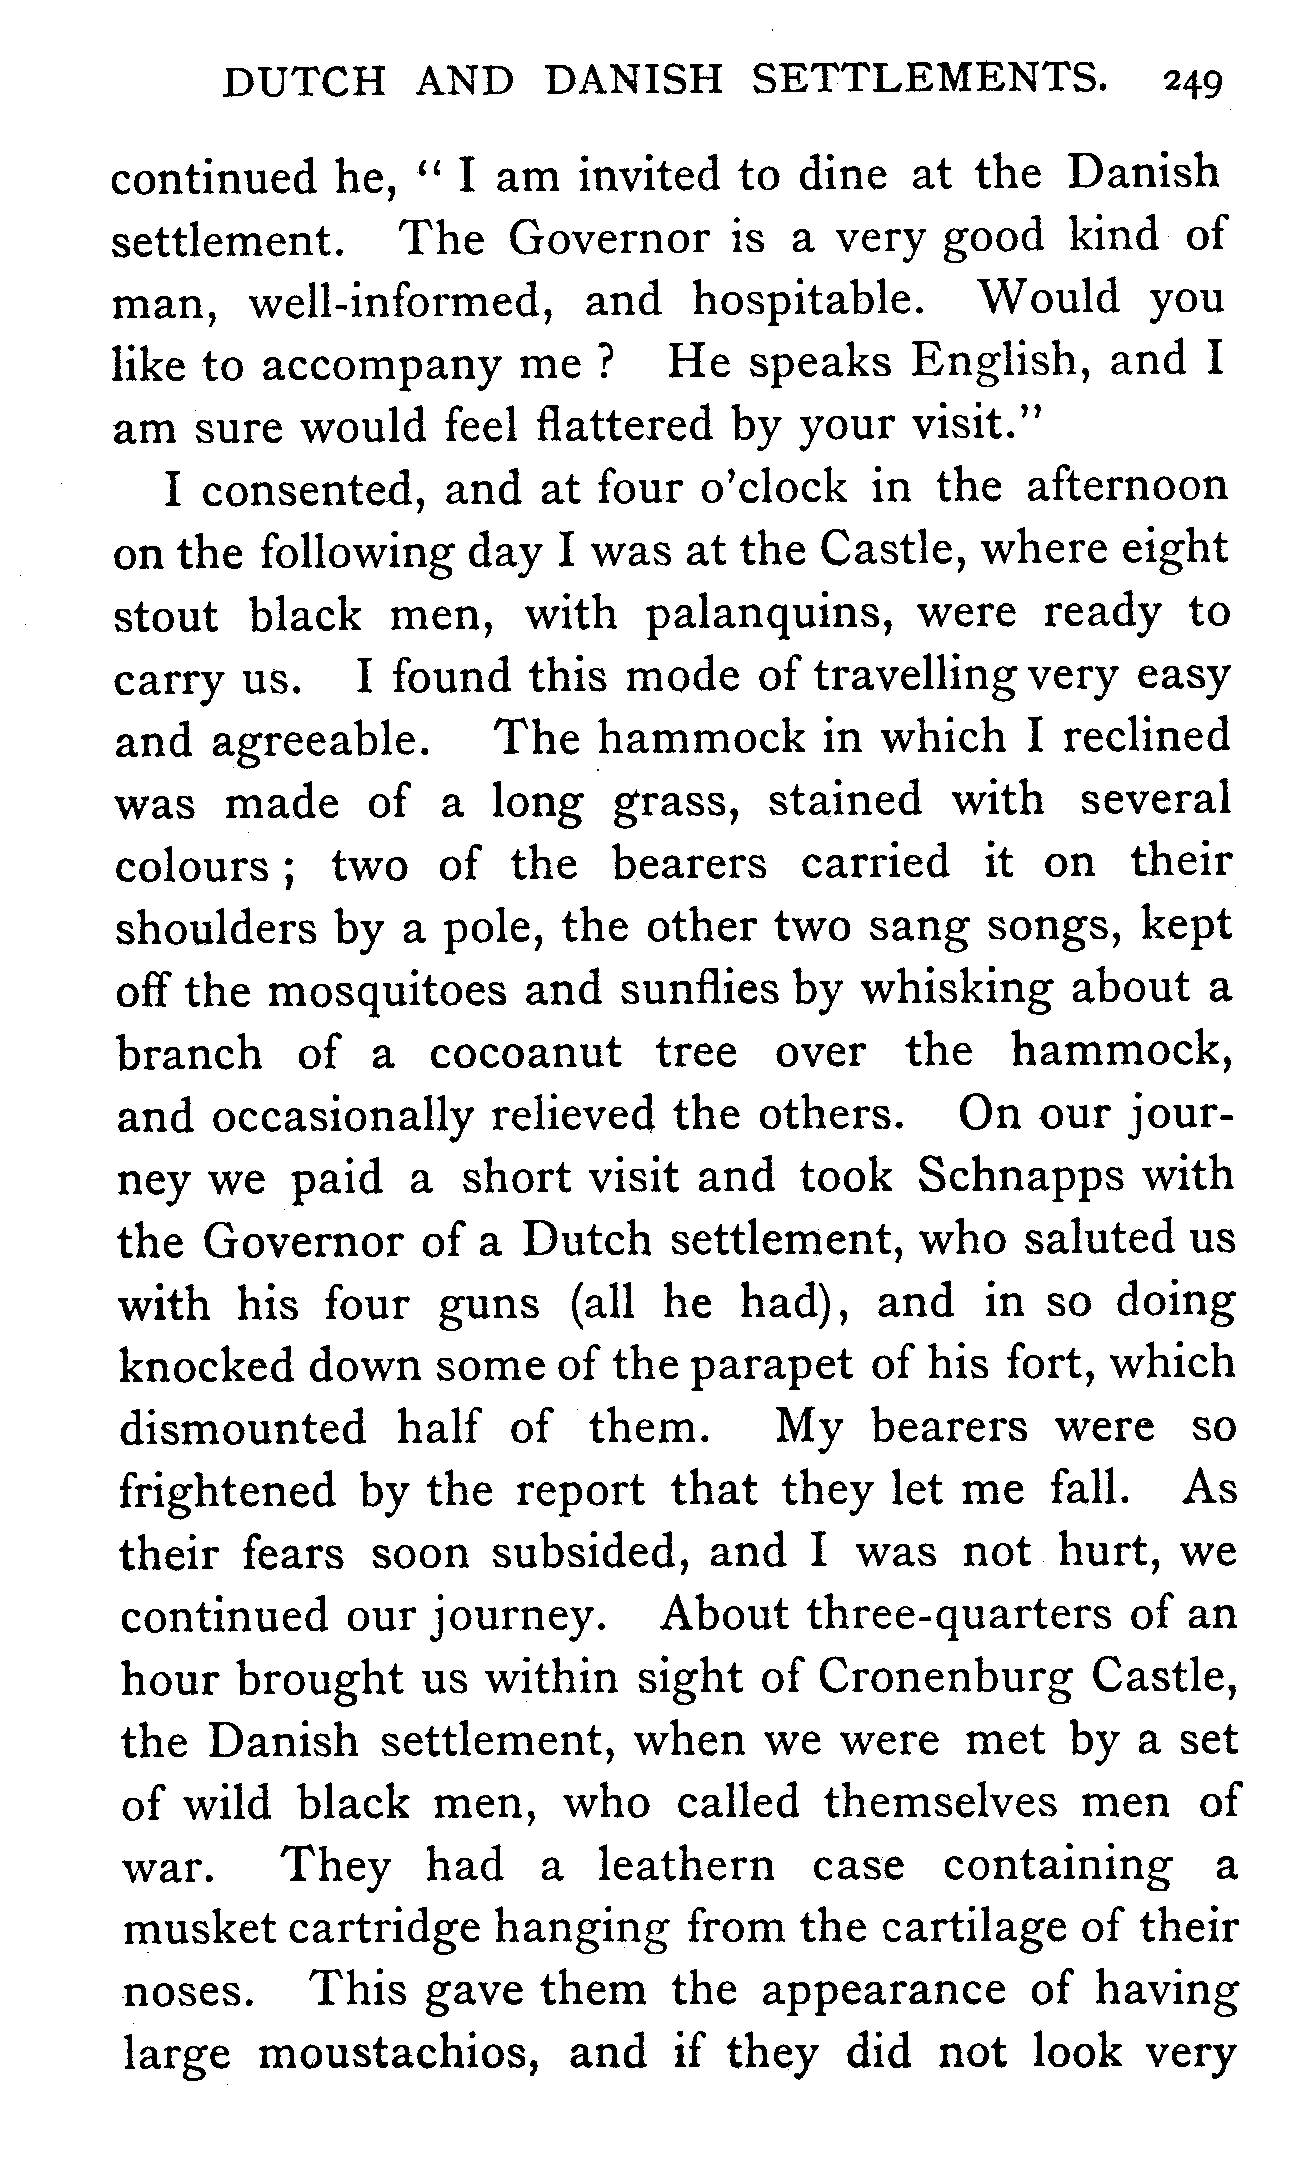 DUTCH AND DANISH SETTLEMENTS. 249
continued he, “ I am invited to dine at the Danish
settlement. The Governor is a very good kind of
man, well-informed, and hospitable. Would you
like to accompany me ? He speaks English, and I
am sure would feel flattered by your visit.”
I consented, and at four o’clock in the afternoon
on the following day I was at the Castle, where eight
stout black men, with palanquins, were ready to
carry us. I found this mode of travelling very easy
and agreeable. The hammock in which I reclined
was made of a long grass, stained with several
colours ; two of the bearers carried it on their
shoulders by a pole, the other two sang songs, kept
off the mosquitoes and sunflies by whisking about a
branch of a cocoanut tree over the hammock,
and occasionally relieved the others. On our jour-
ney we paid a short visit and took Schnapps with
the Governor of a Dutch settlement, who saluted us
with his four guns (all he had), and in so doing
knocked down some of the parapet of his fort, which
dismounted half of them. My bearers were so
frightened by the report that they let me fall. As
their fears soon subsided, and I was not hurt, we
continued our journey. About three-quarters of an
hour brought us within sight of Cronenburg Castle,
the Danish settlement, when we were met by a set
of wild black men, who called themselves men of
war. They had a leathern case containing a
musket cartridge hanging from the cartilage of their
noses. This gave them the appearance of having
large moustachios, and if they did not look very